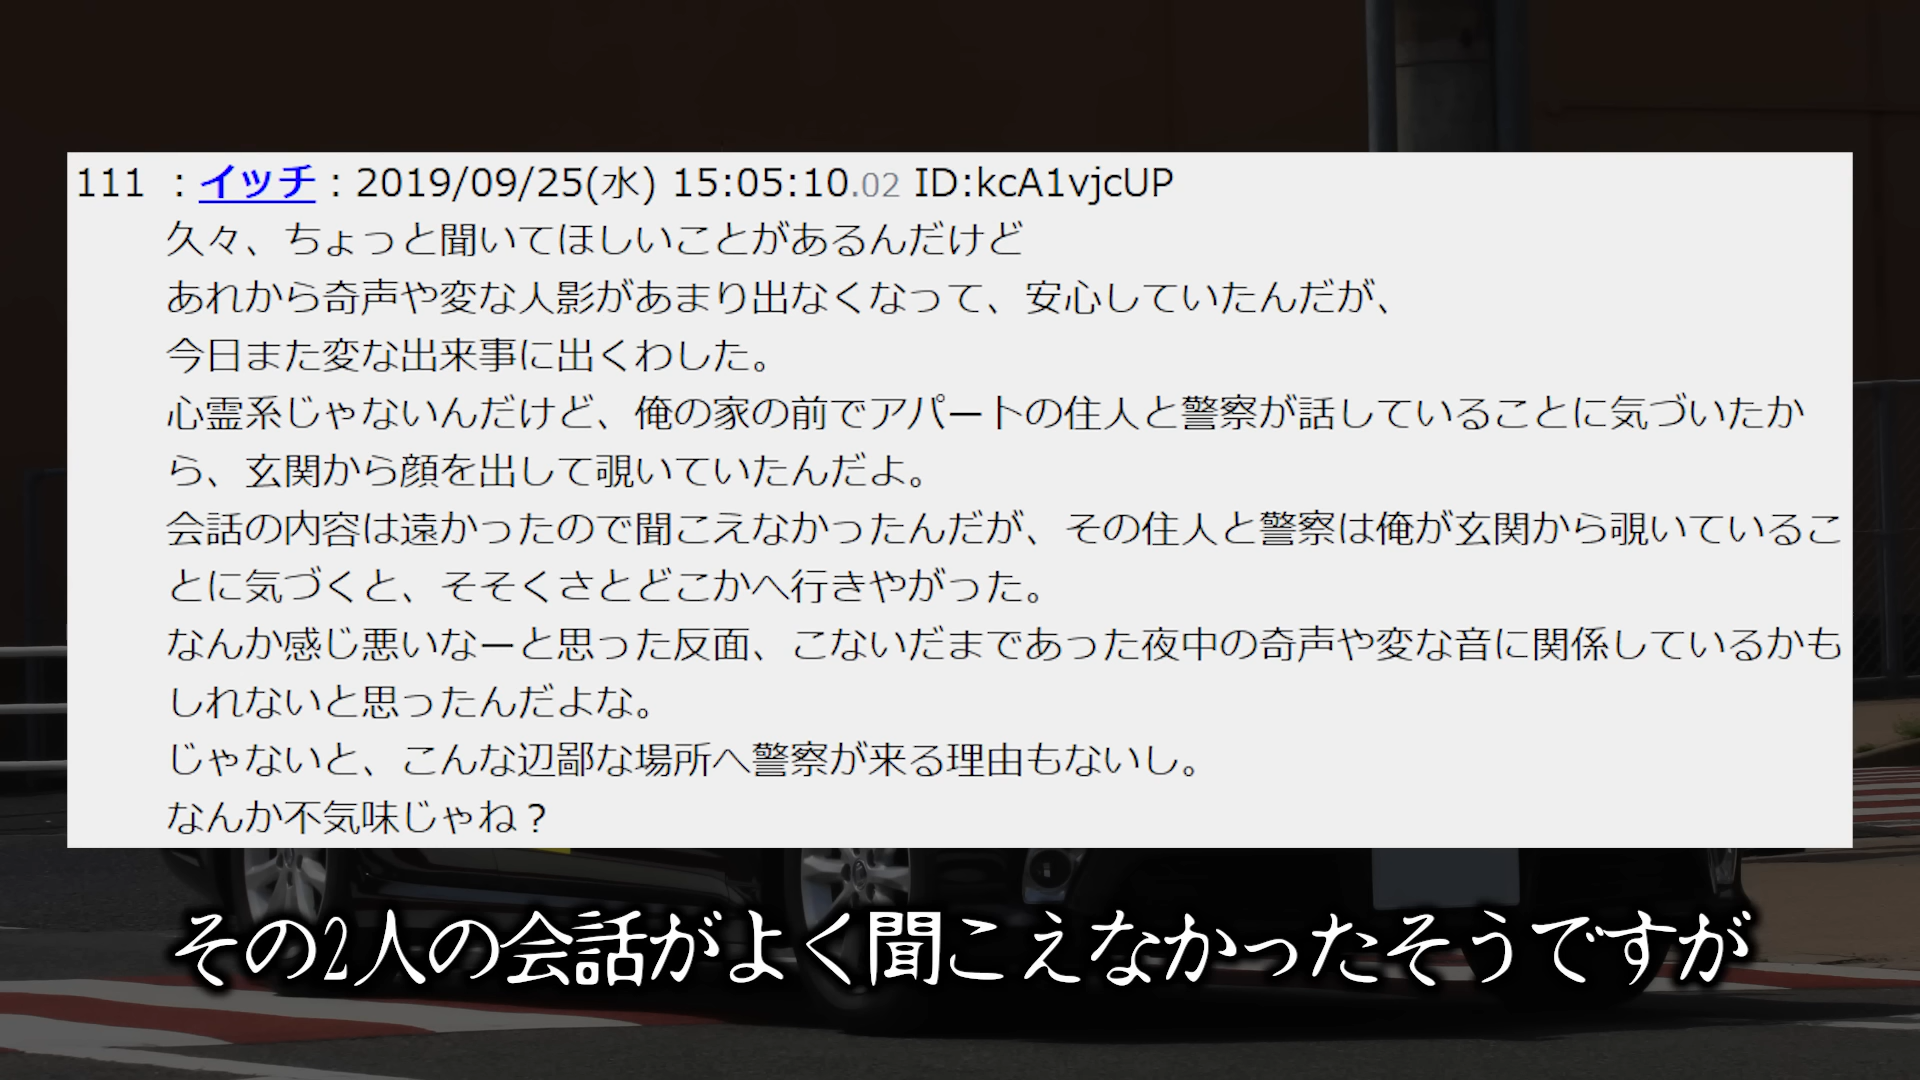 111 ：イッチ：2019/09/25(水) 15:05:10.02 ID:kcA1vjcUP
久々、ちょっと聞いてほしいことがあるんだけど
あれから奇声や変な人影があまり出なくなって、安心していたんだが、
今日また変な出来事に出くわした。
心霊系じゃないんだけど、俺の家の前でアパートの住人と警察が話していることに気づいたか
ら、玄関から顔を出して覗いていたんだよ。
会話の内容は遠かったので聞こえなかったんだが、その住人と警察は俺が玄関から覗いているこ
とに気づくと、そそくさとどこかへ行きやがった。
なんか感じ悪いなーと思った反面、こないだまであった夜中の奇声や変な音に関係しているかも
しれないと思ったんだよな。
じゃないと、こんな辺鄙な場所へ警察が来る理由もないし。
なんか不気味じゃね？
その2人の会話がよく聞こえなかったそうですが